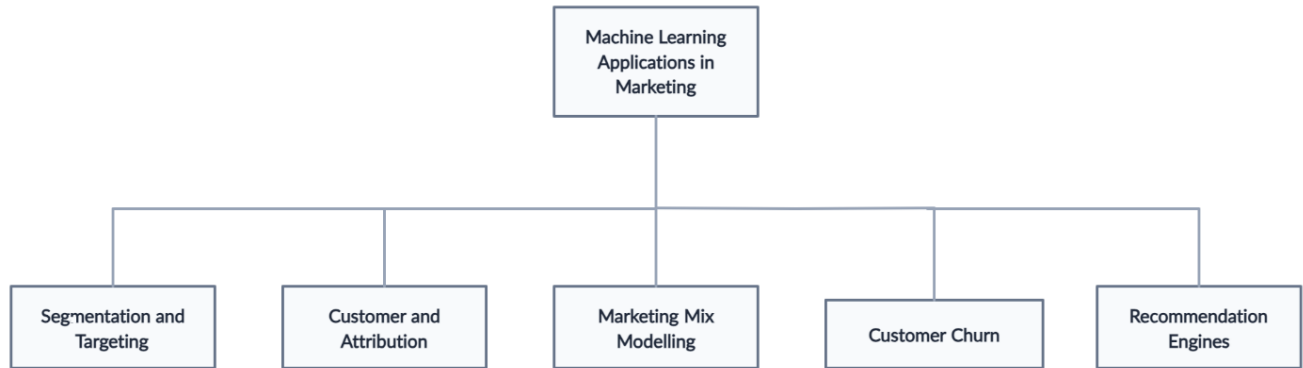 Machine Learning
Applications in
Marketing
Segmentation and
Targeting
Customer and
Attribution
Marketing Mix
Modelling
Customer Churn
Recommendation
Engines